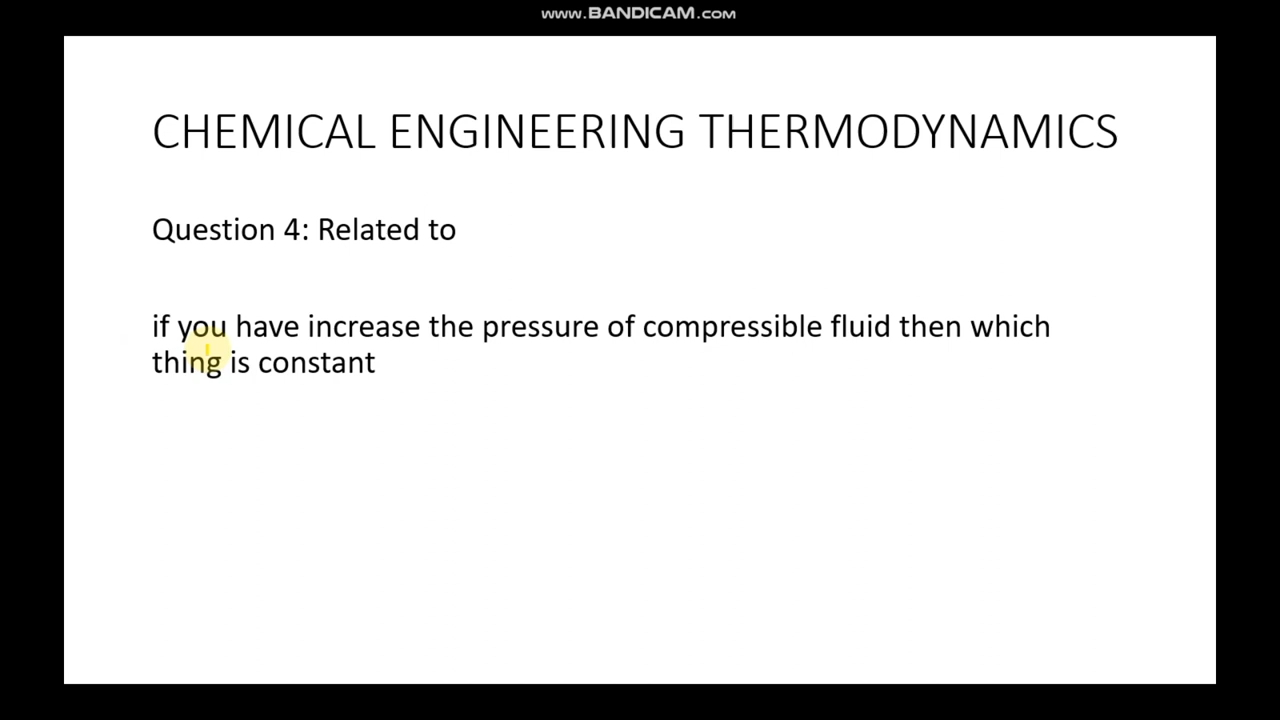 www.BANDICAM.com
CHEMICAL ENGINEERING THERMODYNAMICS
Question 4: Related to
if you have increase the pressure of compressible fluid then which
thing is constant